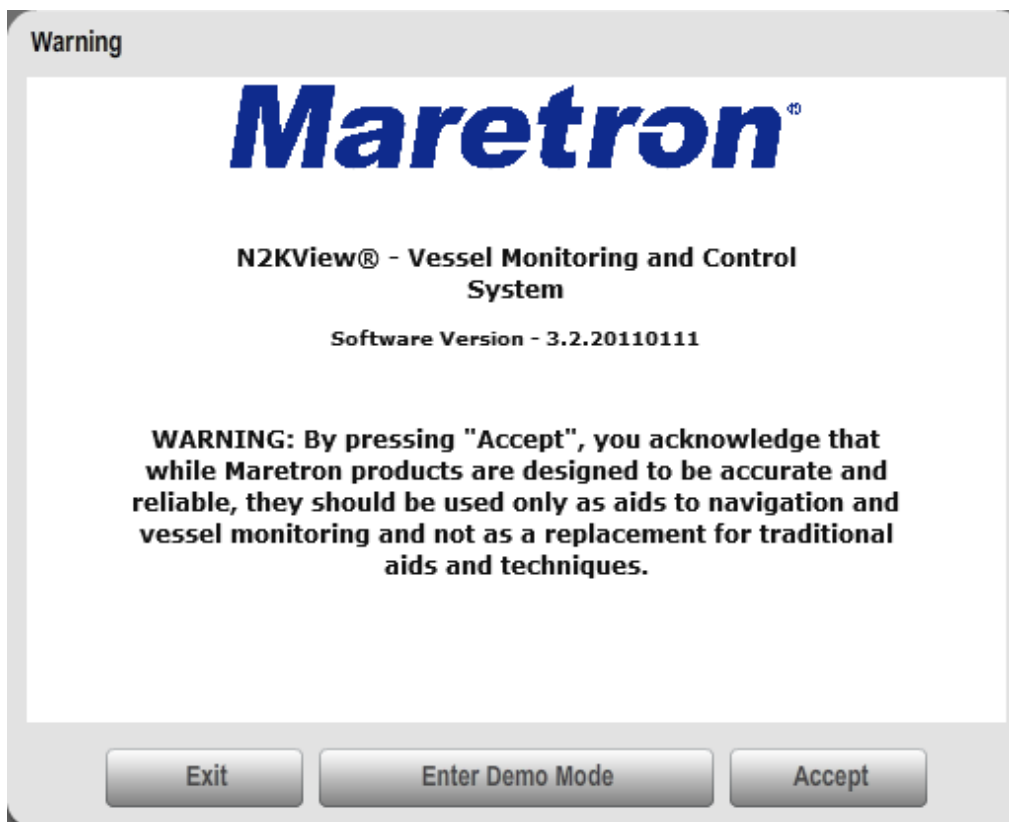 Warning
Maretron®
N2KView® - Vessel Monitoring and Control
System
Software Version - 3.2.20110111
WARNING: By pressing "Accept", you acknowledge that
while Maretron products are designed to be accurate and
reliable, they should be used only as aids to navigation and
vessel monitoring and not as a replacement for traditional
aids and techniques.
Exit Enter Demo Mode Accept